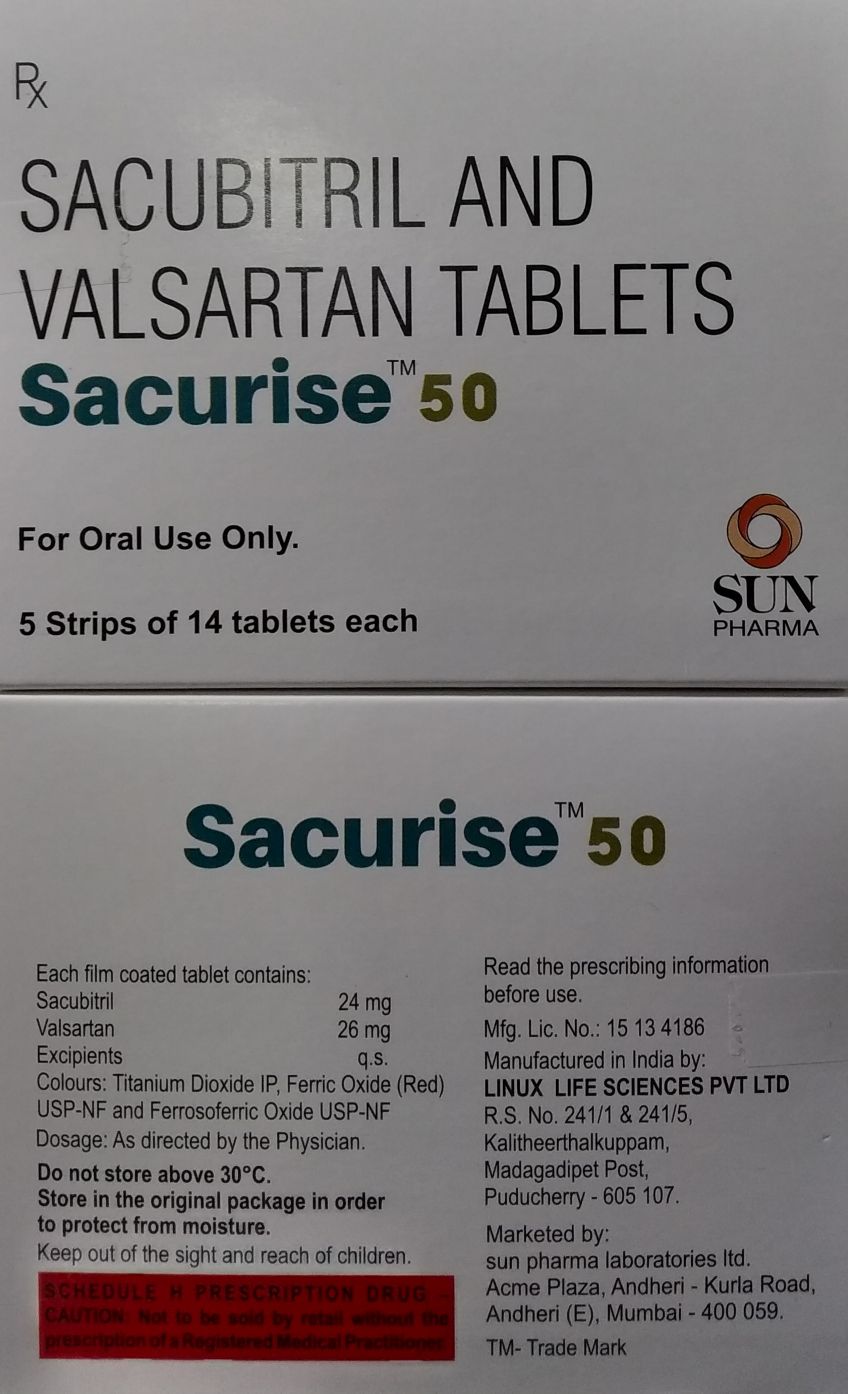 Rx
SACUBITRIL AND
VALSARTAN TABLETS
Sacurise™ 50
For Oral Use Only.
5 Strips of 14 tablets each
SUN
PHARMA
Sacurise™ 50
Each film coated tablet contains:
Sacubitril 24 mg
Valsartan 26 mg
Excipients q.s.
Colours: Titanium Dioxide IP, Ferric Oxide (Red)
USP-NF and Ferrosoferric Oxide USP-NF
Dosage: As directed by the Physician.
Do not store above 30°C.
Store in the original package in order
to protect from moisture.
Keep out of the sight and reach of children.
SCHEDULE H PRESCRIPTION DRUG -
CAUTION: Not to be sold by retail without the
prescription of a Registered Medical Practitioner.
Read the prescribing information
before use.
Mfg. Lic. No.: 15 13 4186
Manufactured in India by:
LINUX LIFE SCIENCES PVT LTD
R.S. No. 241/1 & 241/5,
Kalitheerthalkuppam,
Madagadipet Post,
Puducherry - 605 107.
Marketed by:
sun pharma laboratories ltd.
Acme Plaza, Andheri - Kurla Road,
Andheri (E), Mumbai - 400 059.
TM- Trade Mark